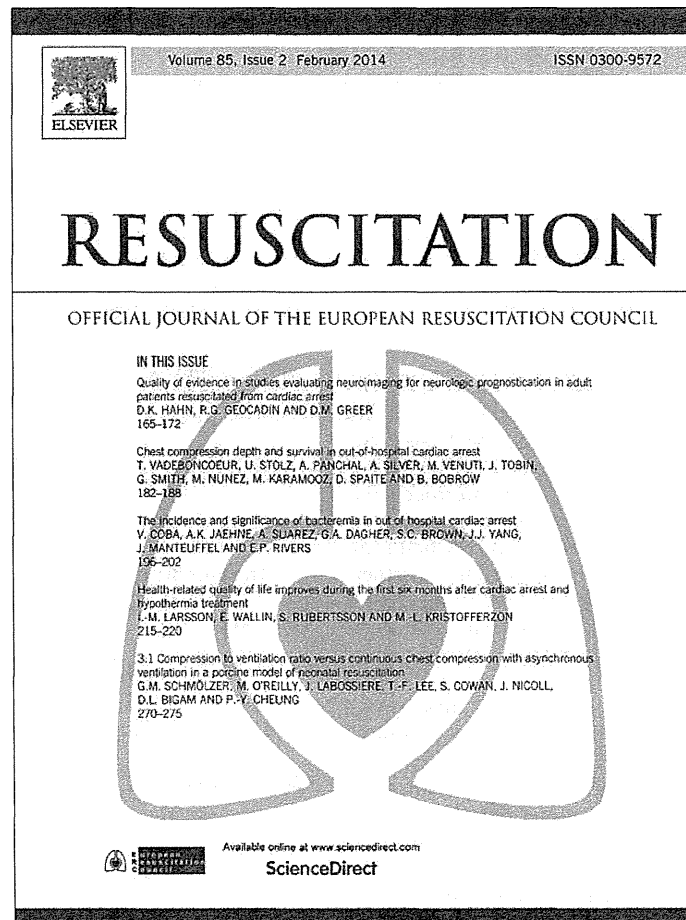 Volume 85, Issue 2 February 2014
ISSN 0300-9572
ELSEVIER
RESUSCITATION
OFFICIAL JOURNAL OF THE EUROPEAN RESUSCITATION COUNCIL
IN THIS ISSUE
Quality of evidence in studies evaluating neuroimaging for neurologic prognostication in adult
patients resuscitated from cardiac arrest
D.K. HAHN, R.G. GEOCADIN AND D.M. GREER
165–172
Chest compression depth and survival in out-of-hospital cardiac arrest
T. VADEBONCOEUR, U. STOLZ, A. PANCHAL, A. SILVER, M. VENUTI, J. TOBIN,
G. SMITH, M. NUNEZ, M. KARAMOOZ, D. SPAITE AND B. BOBROW
182–188
The incidence and significance of bacteremia in out of hospital cardiac arrest
V. COBA, A.K. JAEHNE, A. SUAREZ, G.A. DAGHER, S.C. BROWN, J.J. YANG,
J. MANTEUFFEL AND E.P. RIVERS
196–202
Health-related quality of life improves during the first six months after cardiac arrest and
hypothermia treatment
I.-M. LARSSON, E. WALLIN, S. RUBERTSSON AND M.-L. KRISTOFFERZON
215–220
3.1 Compression to ventilation ratio versus continuous chest compression with asynchronous
ventilation in a porcine model of neonatal resuscitation
G.M. SCHMÖLZER, M. O'REILLY, J. LABOSSIERE, T.-F. LEE, S. COWAN, J. NICOLL,
D.L. BIGAM AND P.-Y. CHEUNG
270–275
European
Resuscitation
Council
Available online at www.sciencedirect.com
ScienceDirect